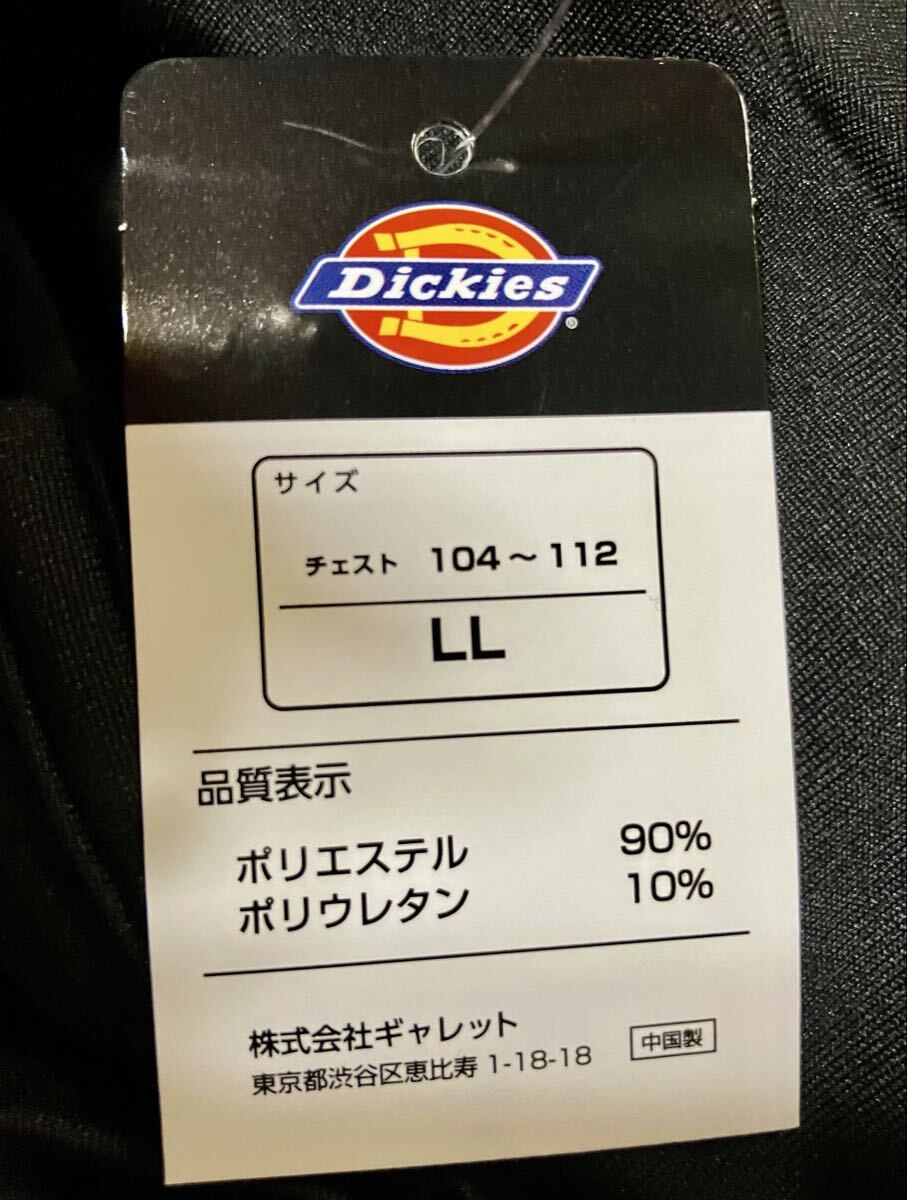 Dickies®
サイズ
チェスト 104～112
LL
品質表示
ポリエステル 90%
ポリウレタン 10%
株式会社ギャレット
東京都渋谷区恵比寿 1-18-18
中国製